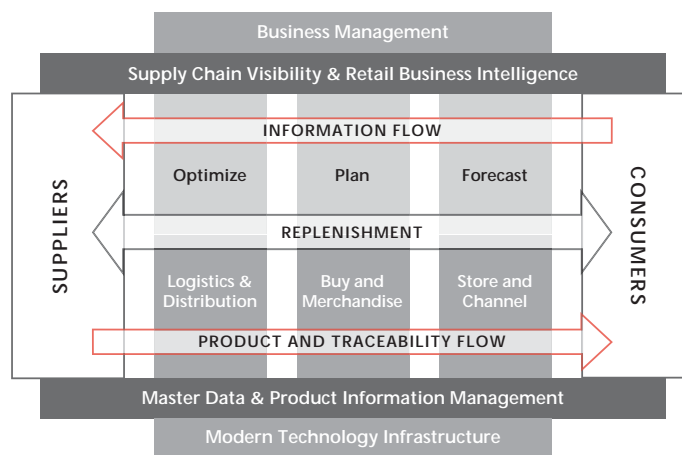 Business Management
Supply Chain Visibility & Retail Business Intelligence
INFORMATION FLOW
SUPPLIERS
Optimize
Plan
Forecast
CONSUMERS
REPLENISHMENT
Logistics &
Distribution
Buy and
Merchandise
Store and
Channel
PRODUCT AND TRACEABILITY FLOW
Master Data & Product Information Management
Modern Technology Infrastructure